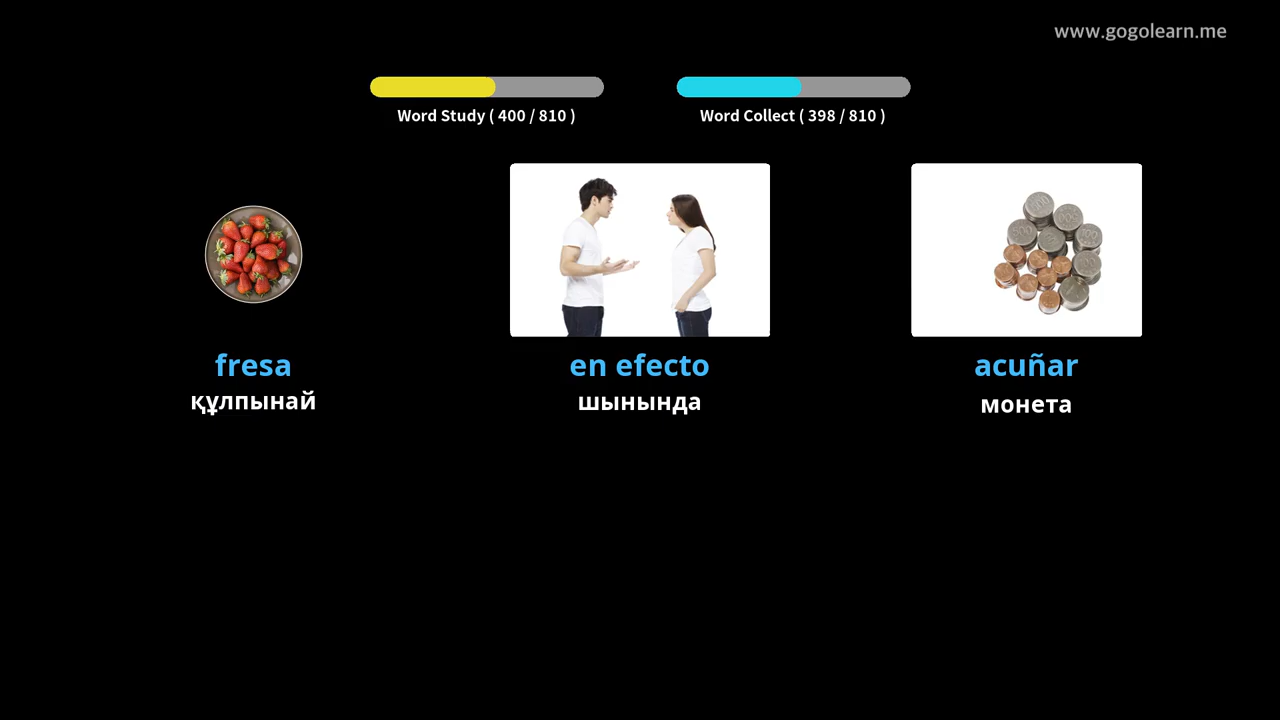 www.gogolearn.me
Word Study ( 400 / 810 )
Word Collect ( 398 / 810 )
fresa
құлпынай
en efecto
шынында
acuñar
монета